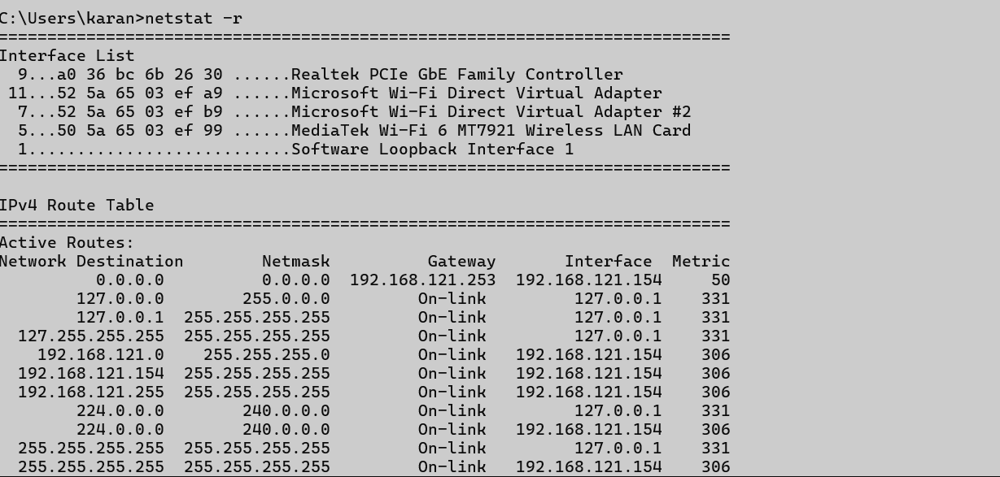 C:\Users\karan>netstat -r
===========================================================================
Interface List
  9...a0 36 bc 6b 26 30 ......Realtek PCIe GbE Family Controller
 11...52 5a 65 03 ef a9 ......Microsoft Wi-Fi Direct Virtual Adapter
  7...52 5a 65 03 ef b9 ......Microsoft Wi-Fi Direct Virtual Adapter #2
  5...50 5a 65 03 ef 99 ......MediaTek Wi-Fi 6 MT7921 Wireless LAN Card
  1...........................Software Loopback Interface 1
===========================================================================

IPv4 Route Table
===========================================================================
Active Routes:
Network Destination        Netmask          Gateway       Interface  Metric
          0.0.0.0          0.0.0.0  192.168.121.253  192.168.121.154     50
        127.0.0.0        255.0.0.0         On-link         127.0.0.1    331
        127.0.0.1  255.255.255.255         On-link         127.0.0.1    331
  127.255.255.255  255.255.255.255         On-link         127.0.0.1    331
    192.168.121.0    255.255.255.0         On-link   192.168.121.154    306
  192.168.121.154  255.255.255.255         On-link   192.168.121.154    306
  192.168.121.255  255.255.255.255         On-link   192.168.121.154    306
        224.0.0.0        240.0.0.0         On-link         127.0.0.1    331
        224.0.0.0        240.0.0.0         On-link   192.168.121.154    306
  255.255.255.255  255.255.255.255         On-link         127.0.0.1    331
  255.255.255.255  255.255.255.255         On-link   192.168.121.154    306